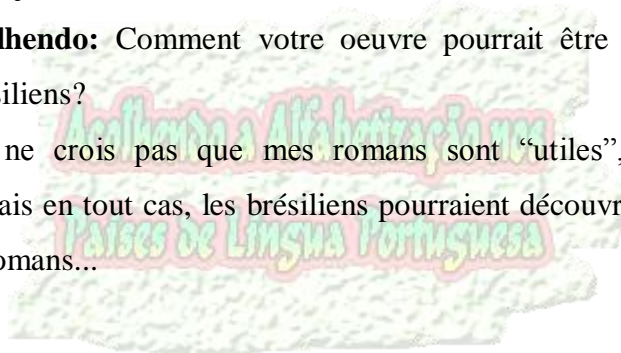 lhendo: Comment votre oeuvre pourrait être
siliens?
ne crois pas que mes romans sont “utiles”,
Acolhendo a Alfabetização nos
ais en tout cas, les brésiliens pourraient découvr
Países de Língua Portuguesa
omans...